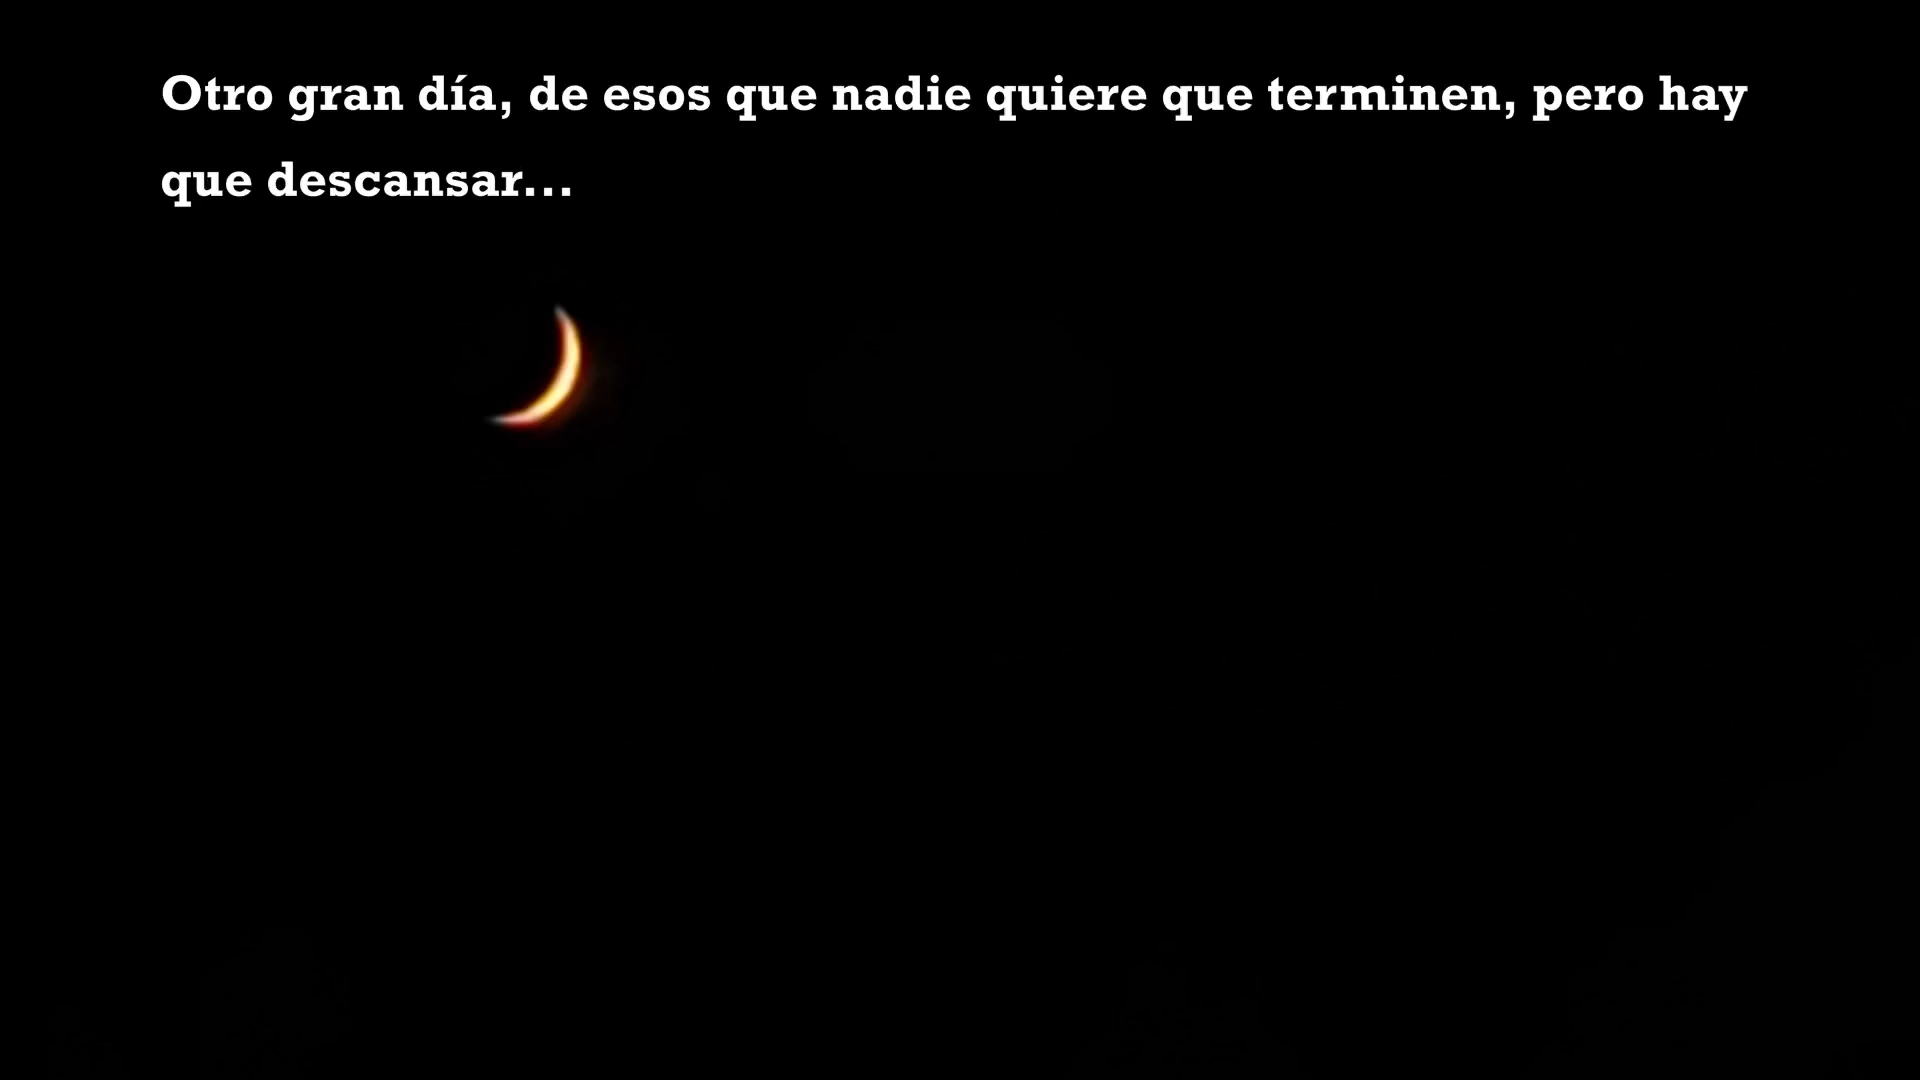 Otro gran día, de esos que nadie quiere que terminen, pero hay
que descansar...